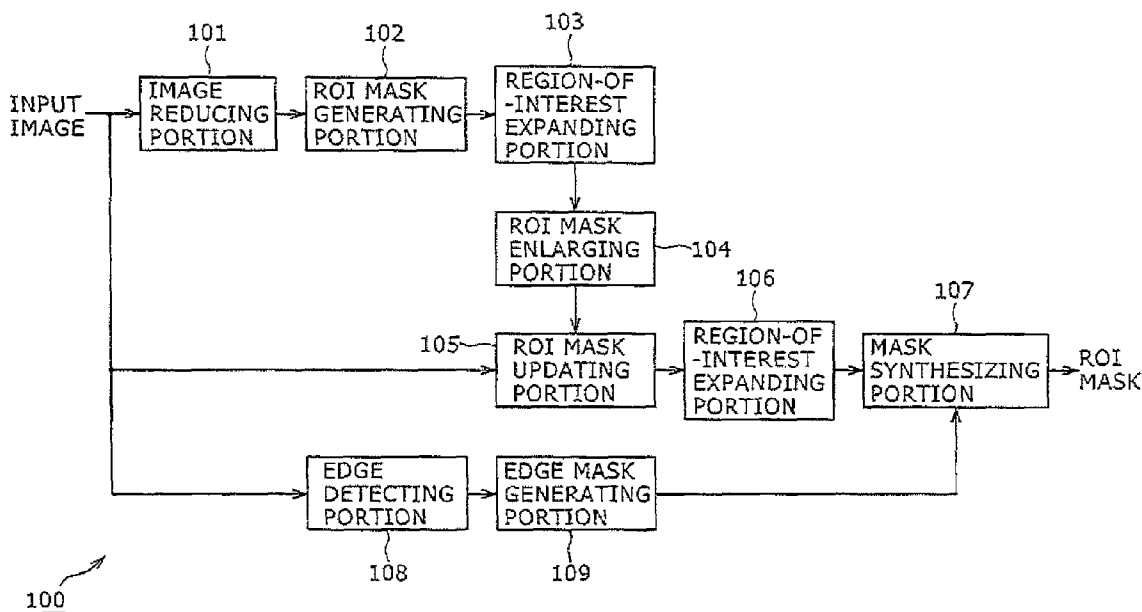 101
102
103
INPUT
IMAGE
IMAGE
REDUCING
PORTION
ROI MASK
GENERATING
PORTION
REGION-OF
-INTEREST
EXPANDING
PORTION
ROI MASK
ENLARGING
PORTION
104
105
ROI MASK
UPDATING
PORTION
106
REGION-OF
-INTEREST
EXPANDING
PORTION
107
MASK
SYNTHESIZING
PORTION
ROI
MASK
EDGE
DETECTING
PORTION
108
EDGE MASK
GENERATING
PORTION
109
100